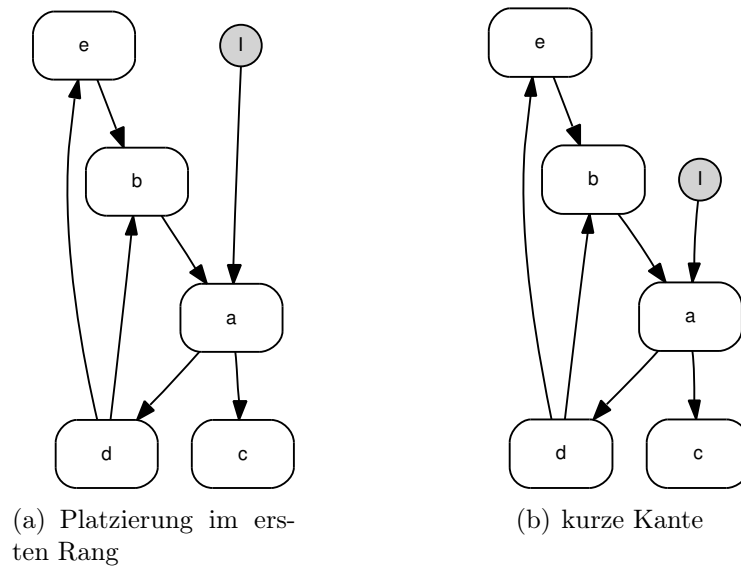 e
I
b
a
d
c
(a) Platzierung im ers-
ten Rang
e
b
I
a
d
c
(b) kurze Kante